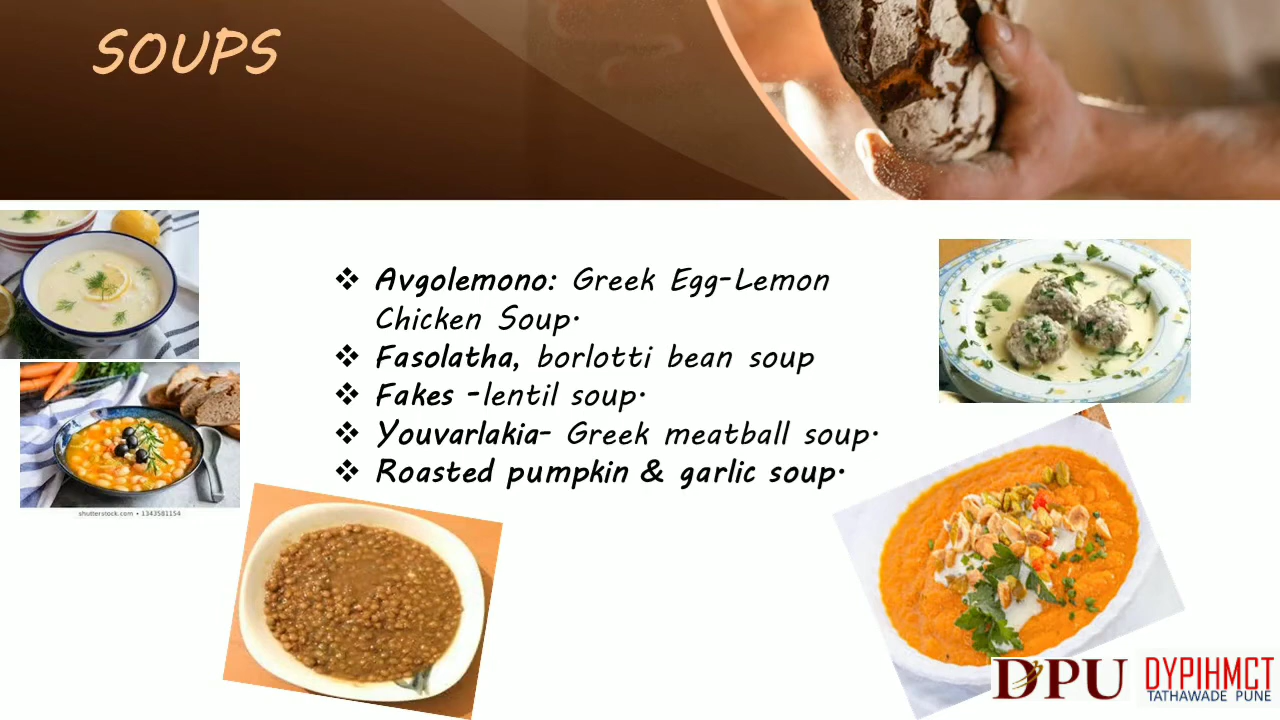 SOUPS
❖ Avgolemono: Greek Egg-Lemon
Chicken Soup.
❖ Fasolatha, borlotti bean soup
❖ Fakes -lentil soup.
❖ Youvarlakia- Greek meatball soup.
❖ Roasted pumpkin & garlic soup.
shutterstock.com • 1343581154
DPU DYPIHMCT
TATHAWADE PUNE